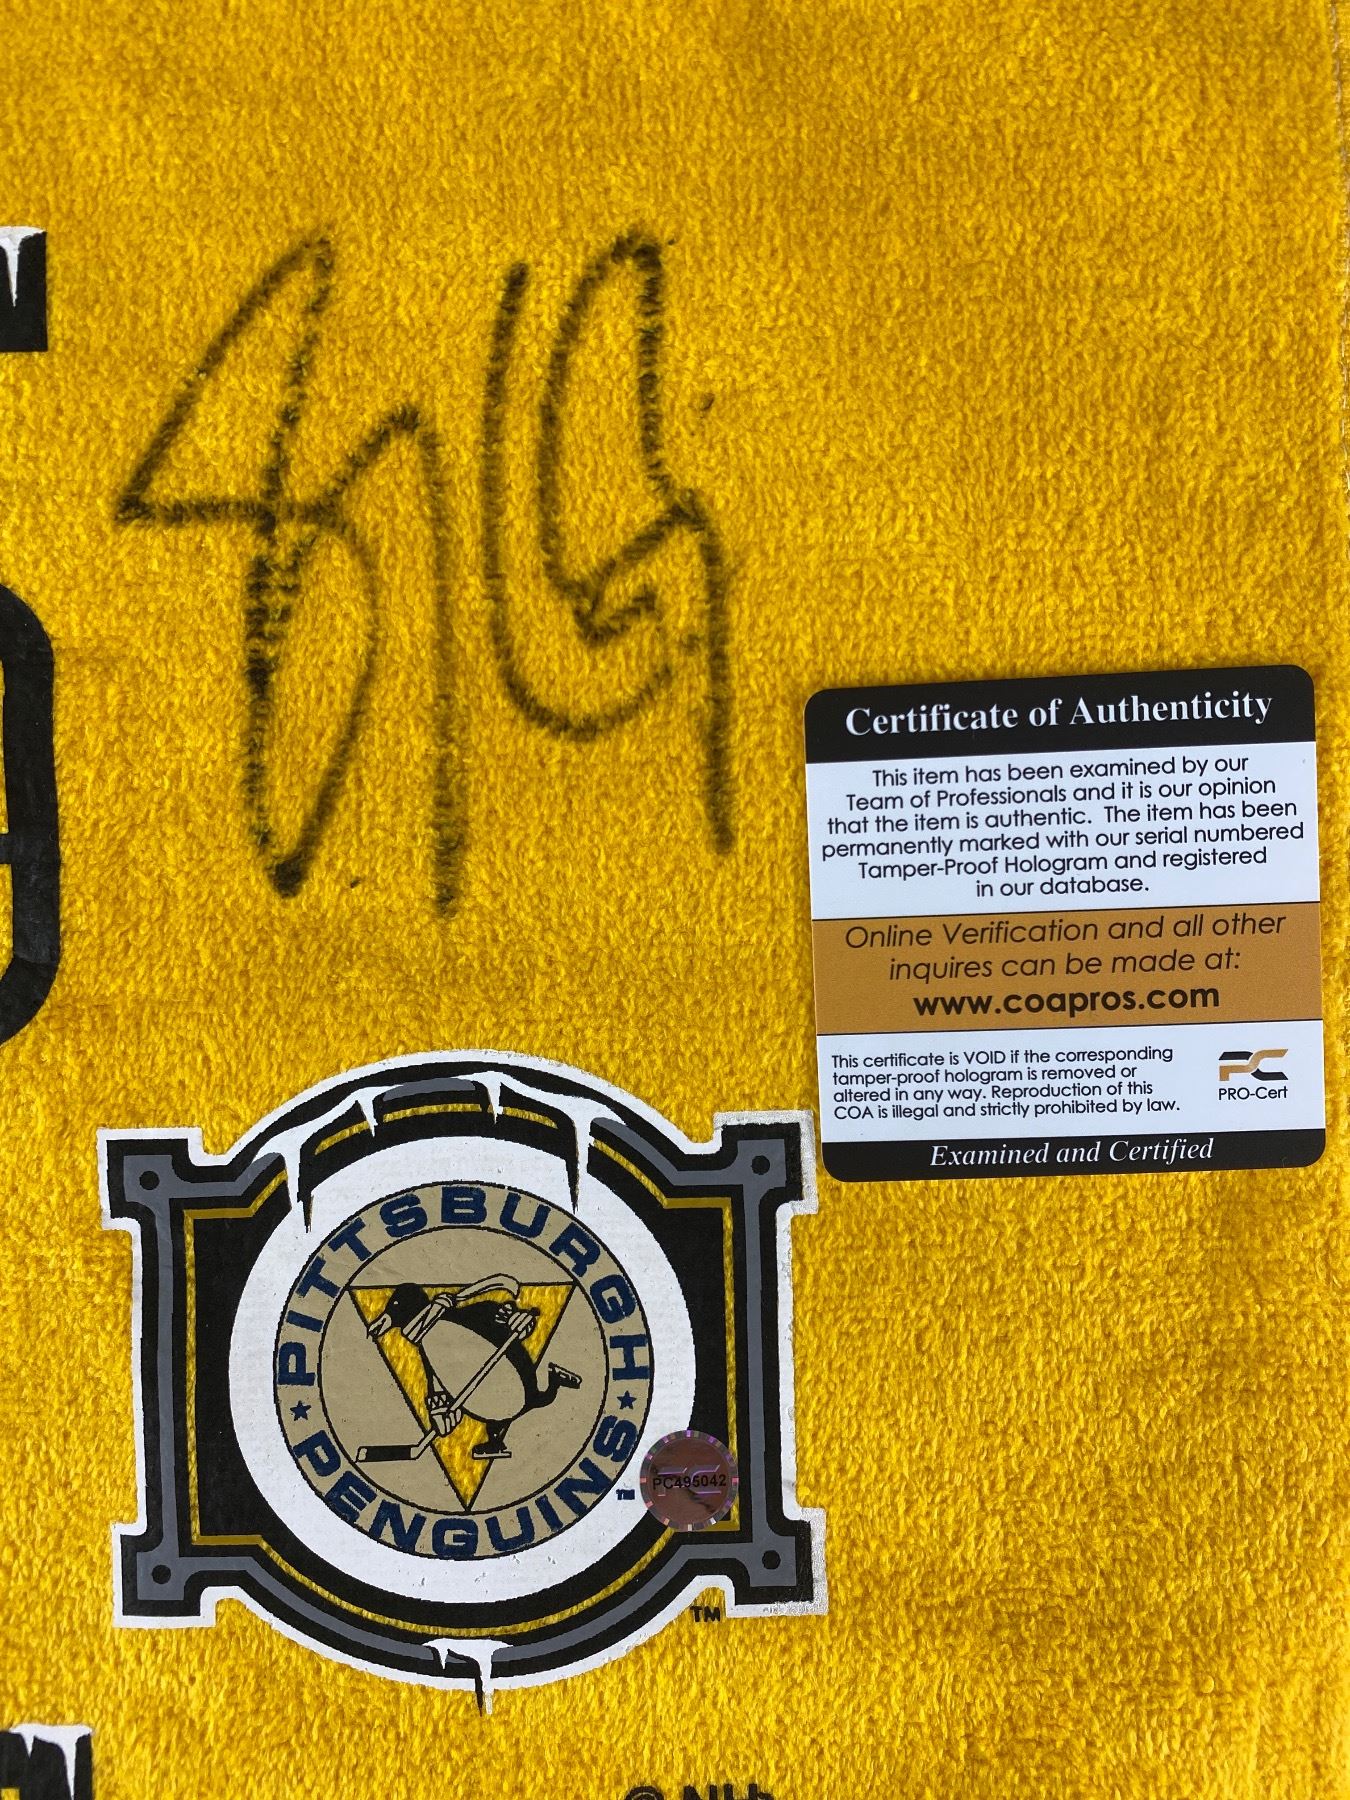 Certificate of Authenticity
This item has been examined by our
Team of Professionals and it is our opinion
that the item is authentic. The item has been
permanently marked with our serial numbered
Tamper-Proof Hologram and registered
in our database.
Online Verification and all other
inquires can be made at:
www.coapros.com
This certificate is VOID if the corresponding
tamper-proof hologram is removed or
altered in any way. Reproduction of this
COA is illegal and strictly prohibited by law.
PRO-Cert
Examined and Certified
PITTSBURGH
PENGUINS
TM
PC495042
TM
© NHL